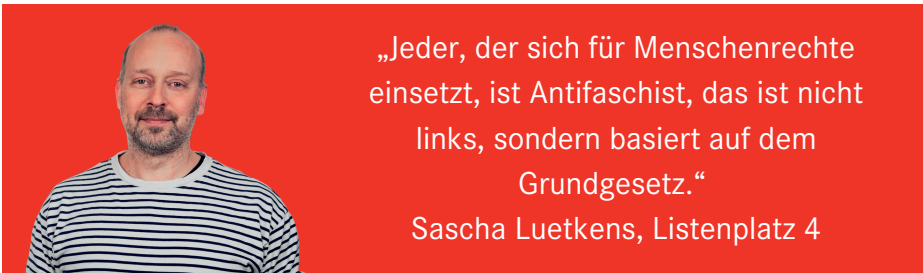 „Jeder, der sich für Menschenrechte
einsetzt, ist Antifaschist, das ist nicht
links, sondern basiert auf dem
Grundgesetz.“
Sascha Luetkens, Listenplatz 4